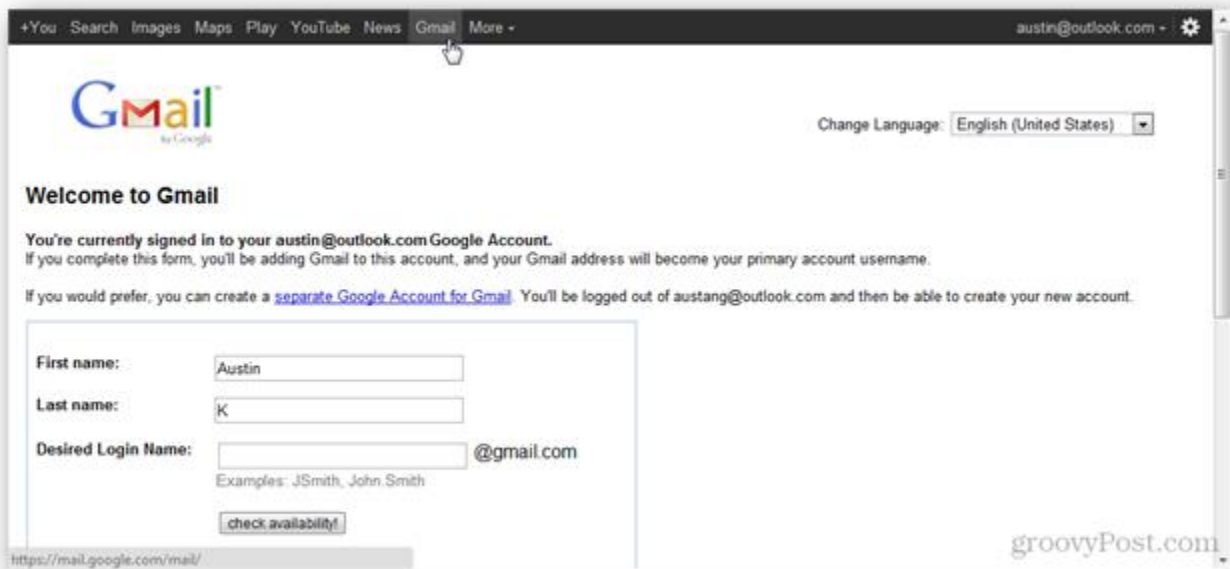 +You Search Images Maps Play YouTube News Gmail More austin@outlook.com
Gmail
by Google
Change Language: English (United States)
Welcome to Gmail
You're currently signed in to your austin@outlook.com Google Account.
If you complete this form, you'll be adding Gmail to this account, and your Gmail address will become your primary account username.
If you would prefer, you can create a separate Google Account for Gmail. You'll be logged out of austang@outlook.com and then be able to create your new account.
First name: Austin
Last name: K
Desired Login Name: @gmail.com
Examples: JSmith, John.Smith
check availability!
https://mail.google.com/mail/
groovyPost.com